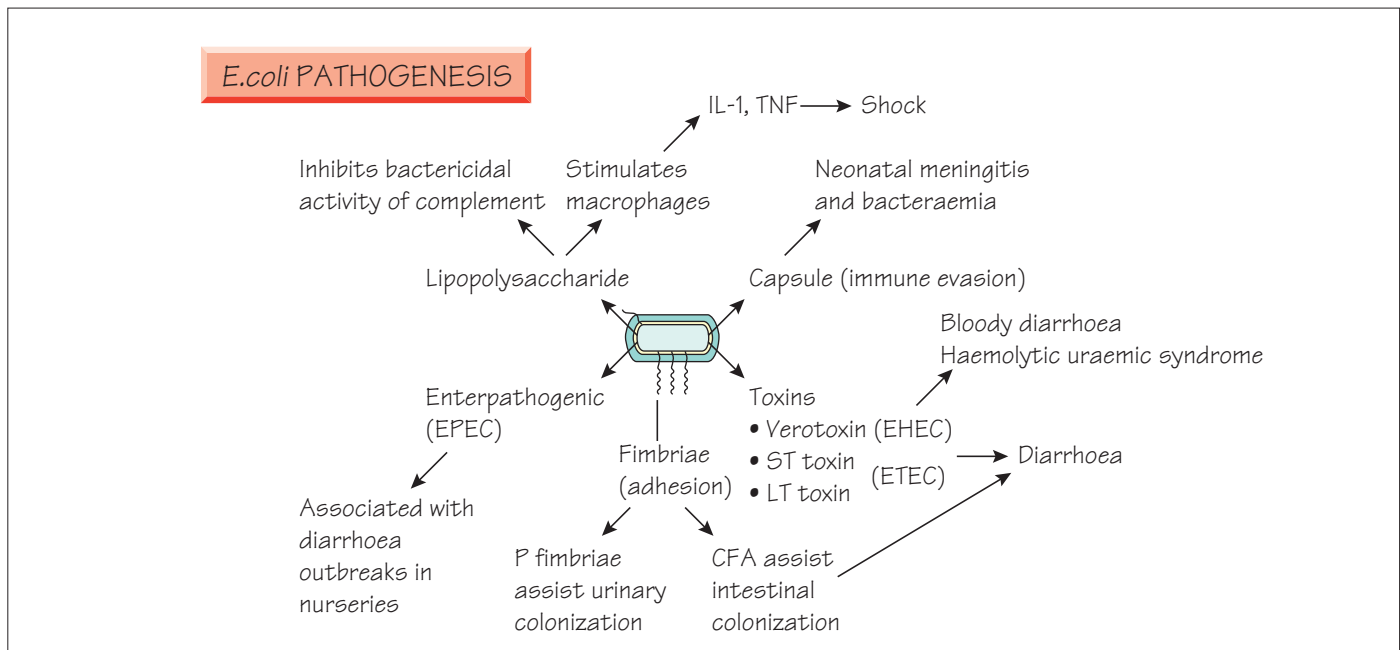 E.coli PATHOGENESIS
IL-1, TNF
Shock
Inhibits bactericidal
activity of complement
Stimulates
macrophages
Neonatal meningitis
and bacteraemia
Lipopolysaccharide
Capsule (immune evasion)
Bloody diarrhoea
Haemolytic uraemic syndrome
Enterpathogenic
(EPEC)
Toxins
• Verotoxin (EHEC)
• ST toxin
• LT toxin
(ETEC)
Diarrhoea
Fimbriae
(adhesion)
Associated with
diarrhoea
outbreaks in
nurseries
P fimbriae
assist urinary
colonization
CFA assist
intestinal
colonization